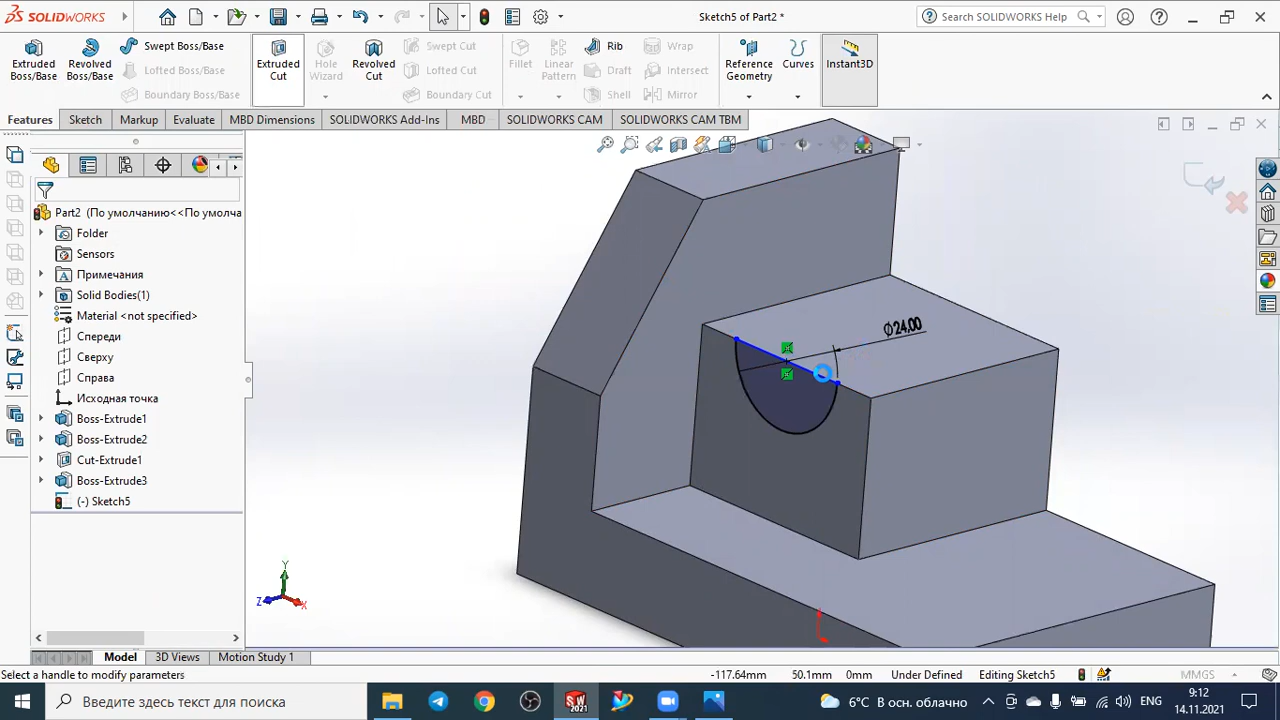 SOLIDWORKS
Sketch5 of Part2 *
Search SOLIDWORKS Help
Extruded Boss/Base
Revolved Boss/Base
Swept Boss/Base
Lofted Boss/Base
Boundary Boss/Base
Extruded Cut
Hole Wizard
Revolved Cut
Swept Cut
Lofted Cut
Boundary Cut
Fillet
Linear Pattern
Rib
Draft
Shell
Wrap
Intersect
Mirror
Reference Geometry
Curves
Instant3D
Features
Sketch
Markup
Evaluate
MBD Dimensions
SOLIDWORKS Add-Ins
MBD
SOLIDWORKS CAM
SOLIDWORKS CAM TBM
Part2 (По умолчанию<<По умолча
Folder
Sensors
Примечания
Solid Bodies(1)
Material <not specified>
Спереди
Сверху
Справа
Исходная точка
Boss-Extrude1
Boss-Extrude2
Cut-Extrude1
Boss-Extrude3
(-) Sketch5
Ø24,00
Y
Z
X
Model
3D Views
Motion Study 1
Select a handle to modify parameters
-117.64mm
50.1mm
0mm
Under Defined
Editing Sketch5
MMGS
Введите здесь текст для поиска
SW
2021
6°C В осн. облачно
ENG
9:12
14.11.2021